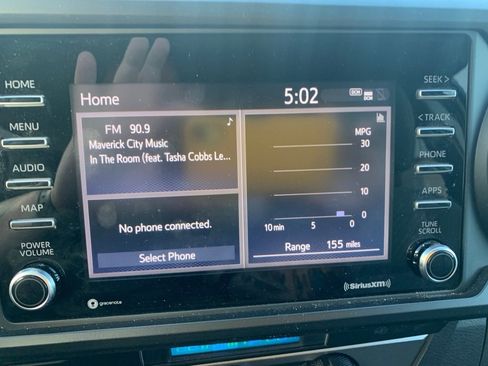 HOME
MENU
AUDIO
MAP
POWER
VOLUME
Home
5:02
DCM
DCM
FM 90.9
Maverick City Music
In The Room (feat. Tasha Cobbs Le...
No phone connected.
Select Phone
MPG
30
20
10
0
10 min 5 0
Range 155 miles
SEEK >
< TRACK
PHONE
APPS
TUNE
SCROLL
gracenote
SiriusXM